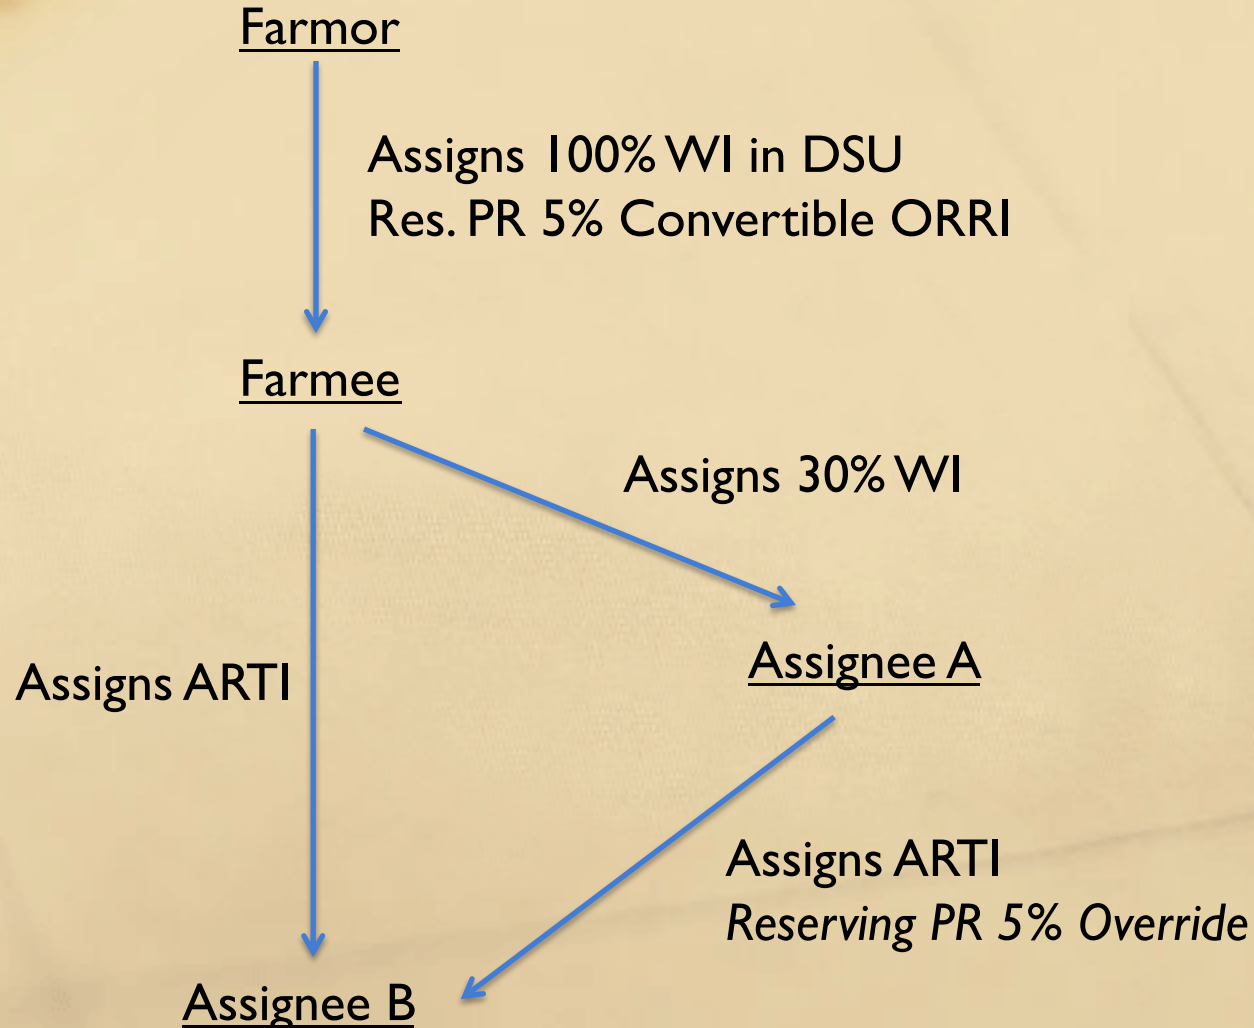 Farmor
Assigns 100% WI in DSU
Res. PR 5% Convertible ORRI
Farmee
Assigns 30% WI
Assigns ARTI
Assignee A
Assigns ARTI
Reserving PR 5% Override
Assignee B